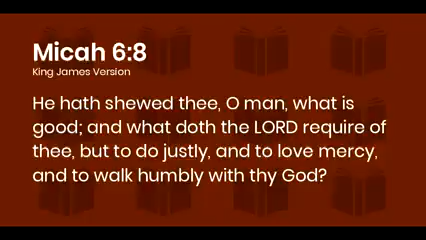 Micah 6:8
King James Version
He hath shewed thee, O man, what is
good; and what doth the LORD require of
thee, but to do justly, and to love mercy,
and to walk humbly with thy God?